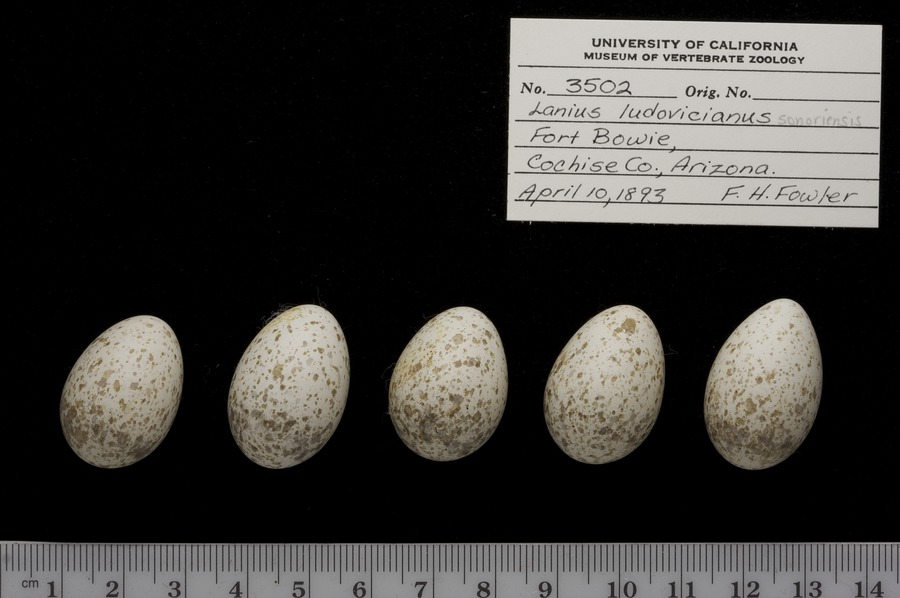 UNIVERSITY OF CALIFORNIA
MUSEUM OF VERTEBRATE ZOOLOGY
No. 3502 Orig. No.
Lanius ludovicianus sonoriensis
Fort Bowie,
Cochise Co., Arizona.
April 10, 1893 F. H. Fowler
cm 1 2 3 4 5 6 7 8 9 10 11 12 13 14